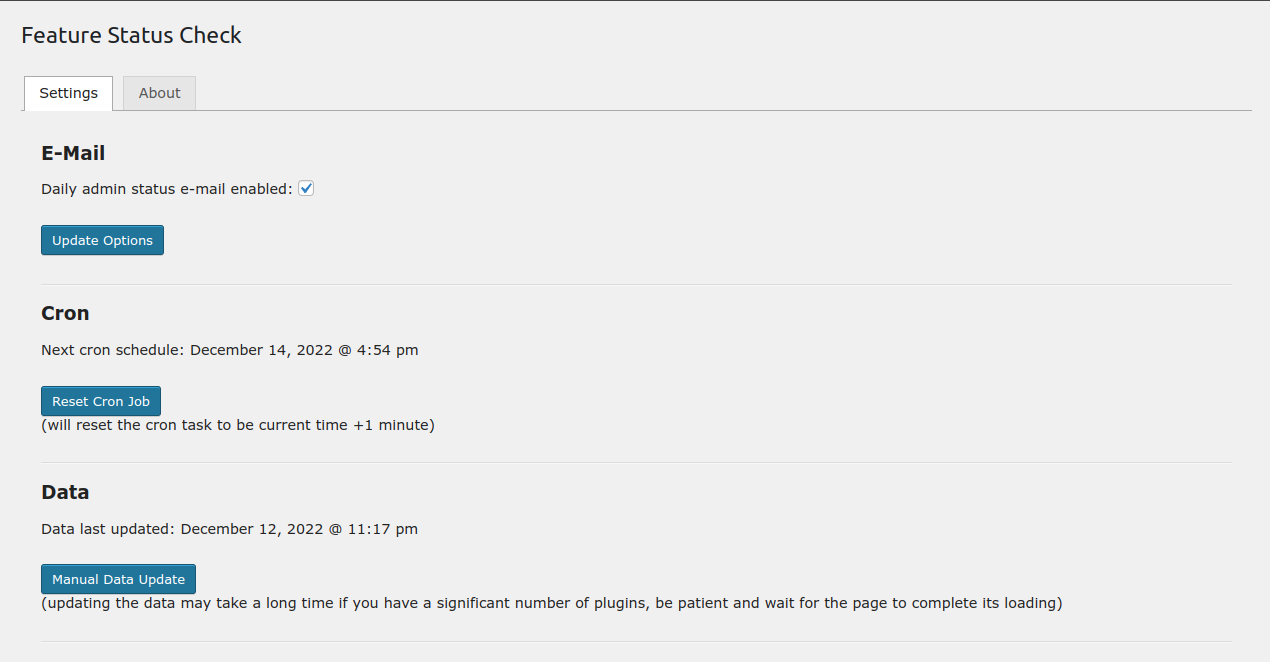 Feature Status Check
Settings
About
E-Mail
Daily admin status e-mail enabled:
Update Options
Cron
Next cron schedule: December 14, 2022 @ 4:54 pm
Reset Cron Job
(will reset the cron task to be current time +1 minute)
Data
Data last updated: December 12, 2022 @ 11:17 pm
Manual Data Update
(updating the data may take a long time if you have a significant number of plugins, be patient and wait for the page to complete its loading)